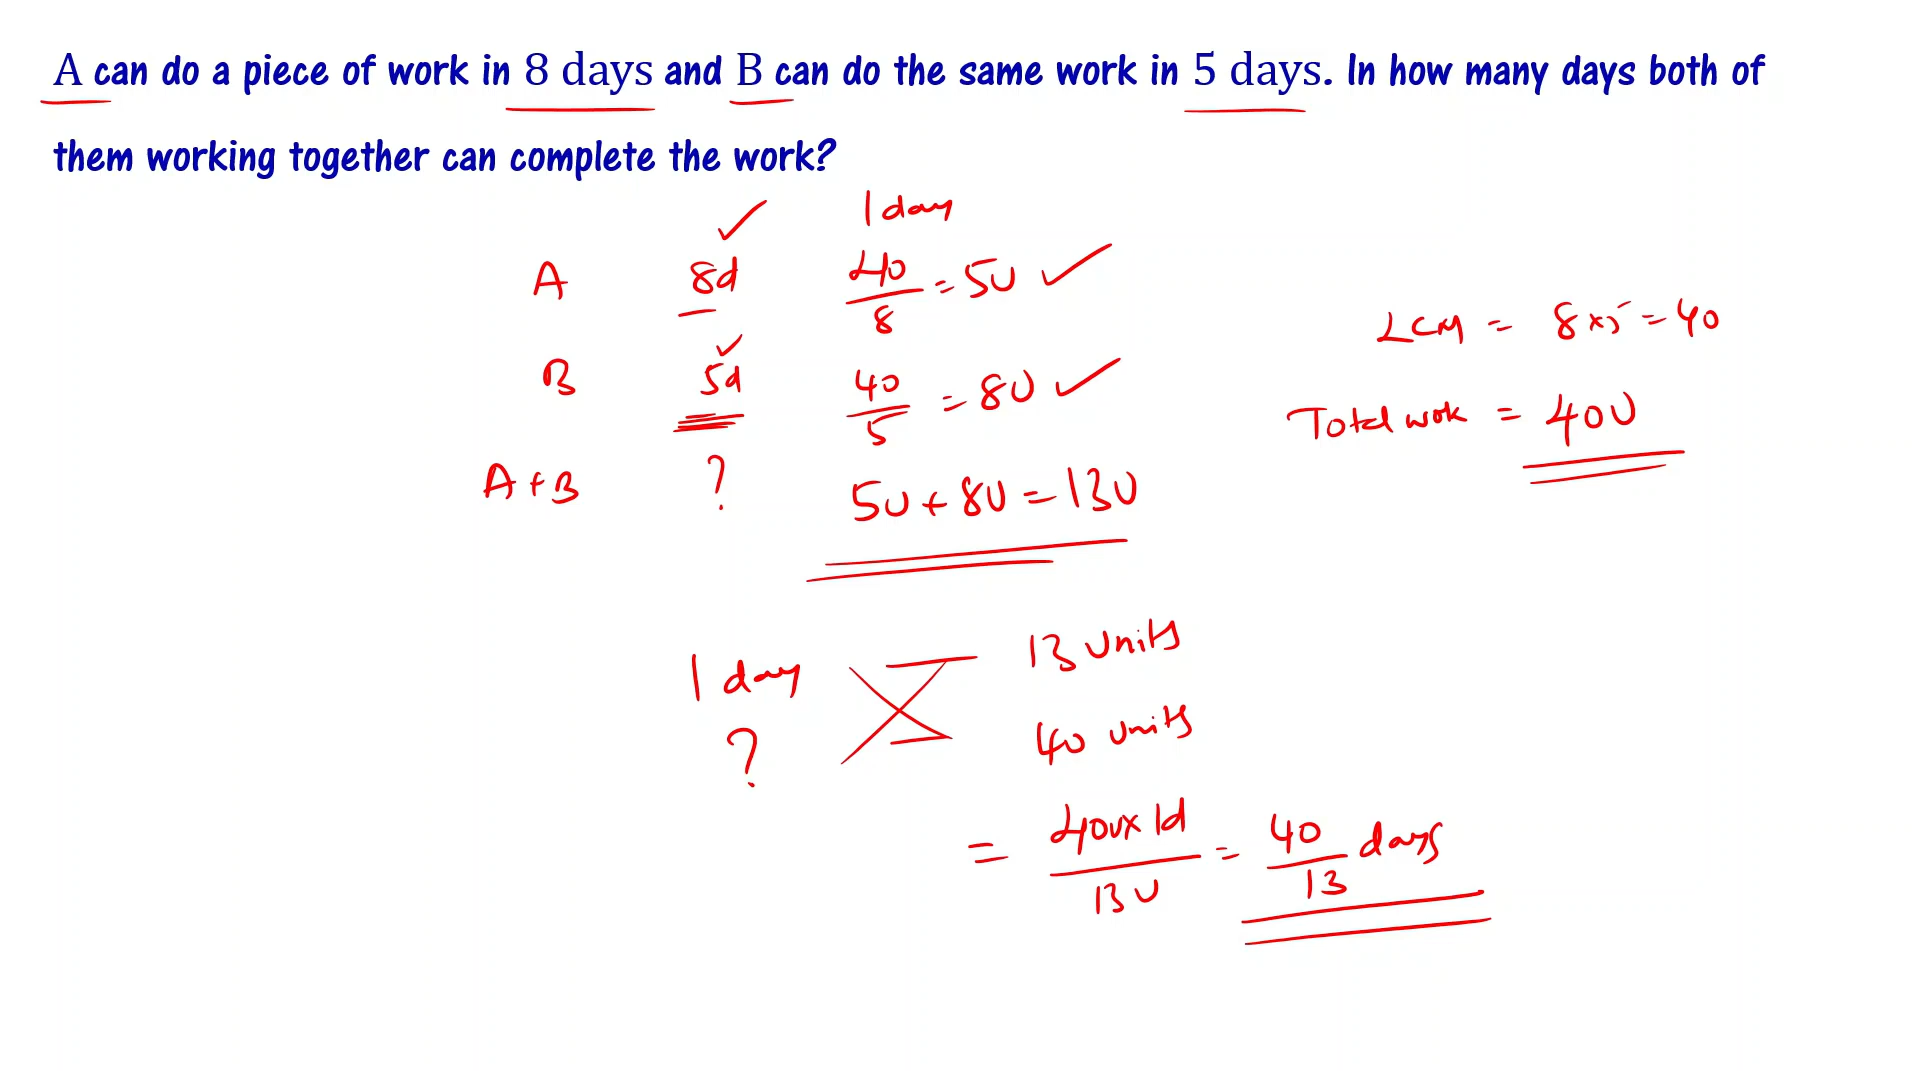 A can do a piece of work in 8 days and B can do the same work in 5 days. In how many days both of
them working together can complete the work?
1 day
A 8d 40/8 = 5U
B 5d 40/5 = 8U
A + B ? 5U + 8U = 13U
LCM = 8 x 5 = 40
Total work = 40U
1 day 13 units
? 40 units
= 40U x 1d / 13U = 40/13 days